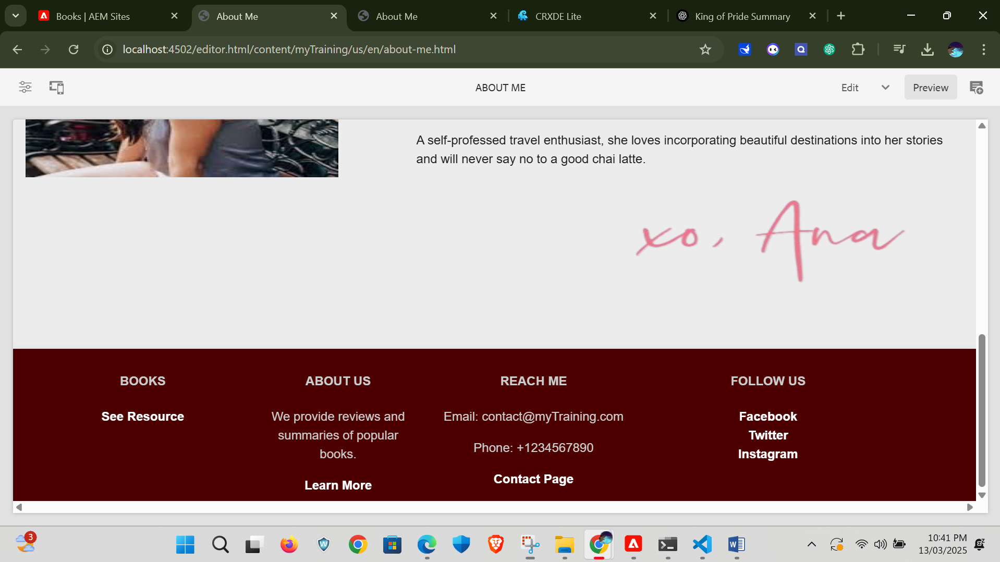 Books | AEM Sites
About Me
About Me
CRXDE Lite
King of Pride Summary
localhost:4502/editor.html/content/myTraining/us/en/about-me.html
ABOUT ME
Edit
Preview
A self-professed travel enthusiast, she loves incorporating beautiful destinations into her stories
and will never say no to a good chai latte.
xo, Ana
BOOKS
See Resource
ABOUT US
We provide reviews and
summaries of popular
books.
Learn More
REACH ME
Email: contact@myTraining.com
Phone: +1234567890
Contact Page
FOLLOW US
Facebook
Twitter
Instagram
3
10:41 PM
13/03/2025